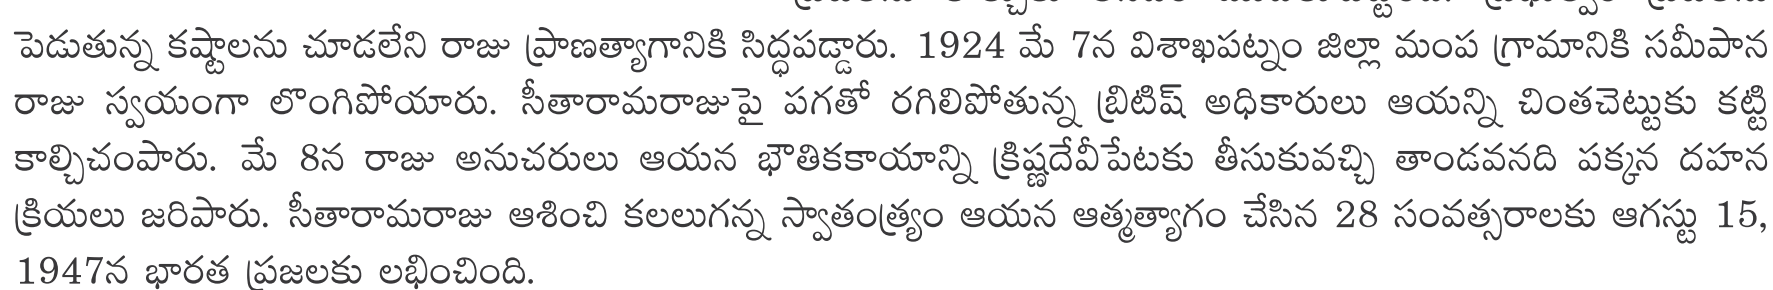 పెడుతున్న కష్టాలను చూడలేని రాజు ప్రాణత్యాగానికి సిద్ధపడ్డారు. 1924 మే 7న విశాఖపట్నం జిల్లా మంప గ్రామానికి సమీపాన
రాజు స్వయంగా లొంగిపోయారు. సీతారామరాజుపై పగతో రగిలిపోతున్న బ్రిటిష్ అధికారులు ఆయన్ని చింతచెట్టుకు కట్టి
కాల్చిచంపారు. మే 8న రాజు అనుచరులు ఆయన భౌతికకాయాన్ని క్రిష్ణదేవీపేటకు తీసుకువచ్చి తాండవనది పక్కన దహన
క్రియలు జరిపారు. సీతారామరాజు ఆశించి కలలుగన్న స్వాతంత్ర్యం ఆయన ఆత్మత్యాగం చేసిన 28 సంవత్సరాలకు ఆగస్టు 15,
1947న భారత ప్రజలకు లభించింది.